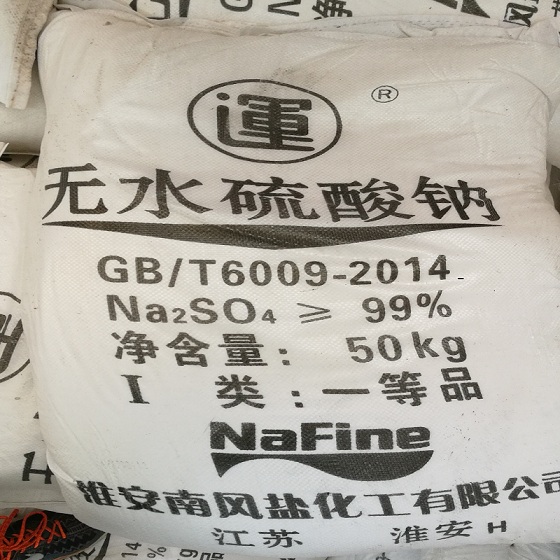 運 ®
无水硫酸钠
GB/T6009-2014
Na₂SO₄ ≥ 99%
净含量: 50kg
I 类:一等品
NaFine
淮安南风盐化工有限公司
江苏 淮安 H